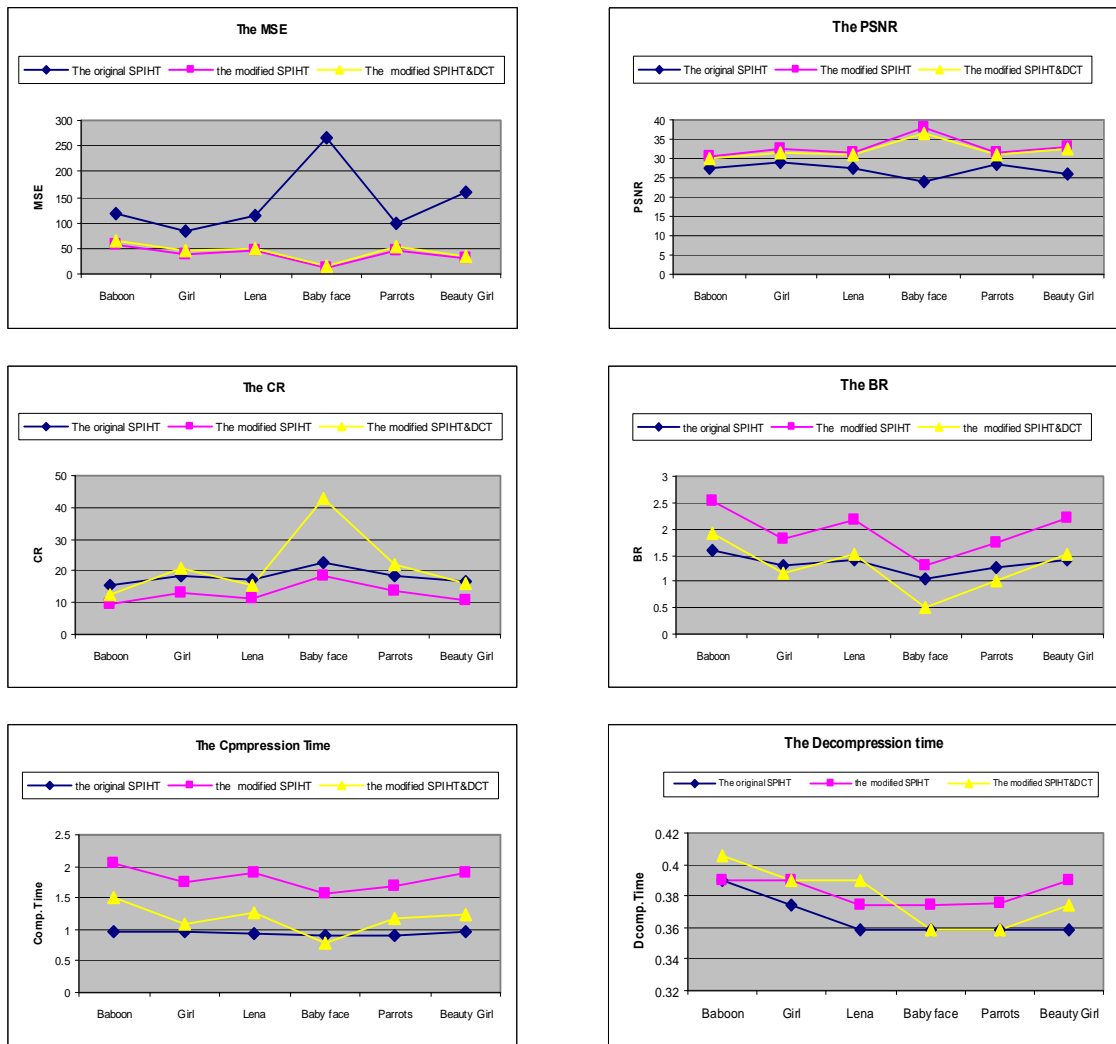 The MSE
The original SPIHT the modified SPIHT The modified SPIHT&DCT
300
250
200
150
100
50
0
MSE
Baboon Girl Lena Baby face Parrots Beauty Girl
The PSNR
The original SPIHT The modified SPIHT The modified SPIHT&DCT
40
35
30
25
20
15
10
5
0
PSNR
Baboon Girl Lena Baby face Parrots Beauty Girl
The CR
The original SPIHT The modified SPIHT The modified SPIHT&DCT
50
40
30
20
10
0
CR
Baboon Girl Lena Baby face Parrots Beauty Girl
The BR
the original SPIHT The modified SPIHT the modified SPIHT&DCT
3
2.5
2
1.5
1
0.5
0
BR
Baboon Girl Lena Baby face Parrots Beauty Girl
The Cpmpression Time
the original SPIHT the modified SPIHT the modified SPIHT&DCT
2.5
2
1.5
1
0.5
0
Comp.Time
Baboon Girl Lena Baby face Parrots Beauty Girl
The Decompression time
The original SPIHT the modified SPIHT The modified SPIHT&DCT
0.42
0.4
0.38
0.36
0.34
0.32
Dcomp.Time
Baboon Girl Lena Baby face Parrots Beauty Girl